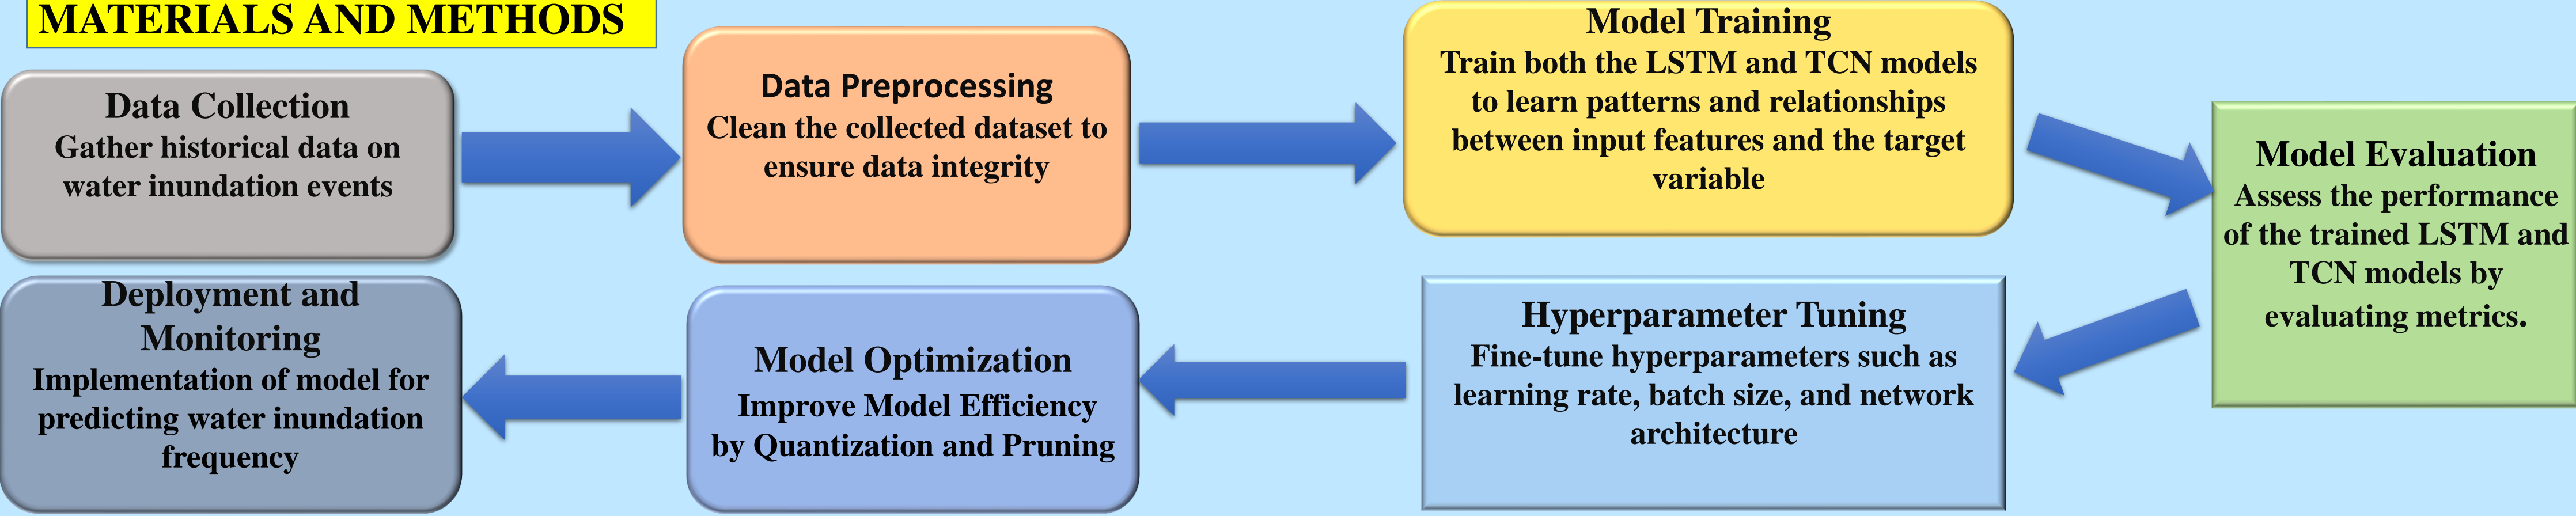 MATERIALS AND METHODS
Data Collection
Gather historical data on
water inundation events
Data Preprocessing
Clean the collected dataset to
ensure data integrity
Model Training
Train both the LSTM and TCN models
to learn patterns and relationships
between input features and the target
variable
Model Evaluation
Assess the performance
of the trained LSTM and
TCN models by
evaluating metrics.
Hyperparameter Tuning
Fine-tune hyperparameters such as
learning rate, batch size, and network
architecture
Model Optimization
Improve Model Efficiency
by Quantization and Pruning
Deployment and
Monitoring
Implementation of model for
predicting water inundation
frequency